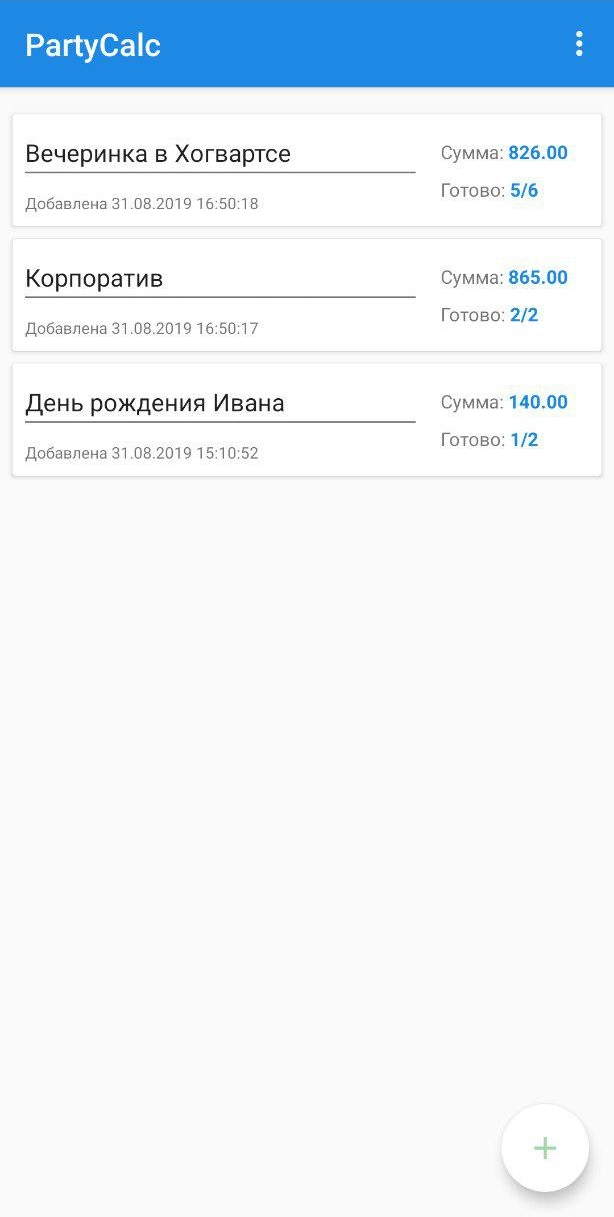 PartyCalc
Вечеринка в Хогвартсе
Сумма: 826.00
Готово: 5/6
Добавлена 31.08.2019 16:50:18
Корпоратив
Сумма: 865.00
Готово: 2/2
Добавлена 31.08.2019 16:50:17
День рождения Ивана
Сумма: 140.00
Готово: 1/2
Добавлена 31.08.2019 15:10:52